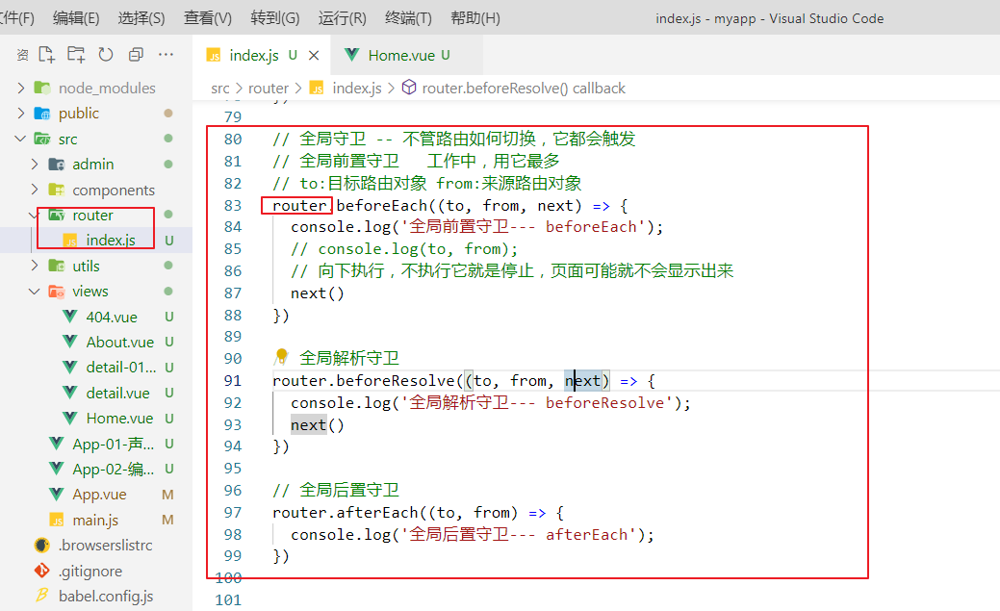 文件(F) 编辑(E) 选择(S) 查看(V) 转到(G) 运行(R) 终端(T) 帮助(H) index.js - myapp - Visual Studio Code
资 ···
index.js U × Home.vue U
src > router > index.js > router.beforeResolve() callback
node_modules
public
src
admin
components
router
index.js U
utils
views
404.vue U
About.vue U
detail-01... U
detail.vue U
Home.vue U
App-01-声... U
App-02-编... U
App.vue M
main.js M
.browserslistrc
.gitignore
babel.config.js
79
80 // 全局守卫 -- 不管路由如何切换，它都会触发
81 // 全局前置守卫   工作中，用它最多
82 // to:目标路由对象 from:来源路由对象
83 router.beforeEach((to, from, next) => {
84   console.log('全局前置守卫--- beforeEach');
85   // console.log(to, from);
86   // 向下执行，不执行它就是停止，页面可能就不会显示出来
87   next()
88 })
89
90 全局解析守卫
91 router.beforeResolve((to, from, next) => {
92   console.log('全局解析守卫--- beforeResolve');
93   next()
94 })
95
96 // 全局后置守卫
97 router.afterEach((to, from) => {
98   console.log('全局后置守卫--- afterEach');
99 })
100
101